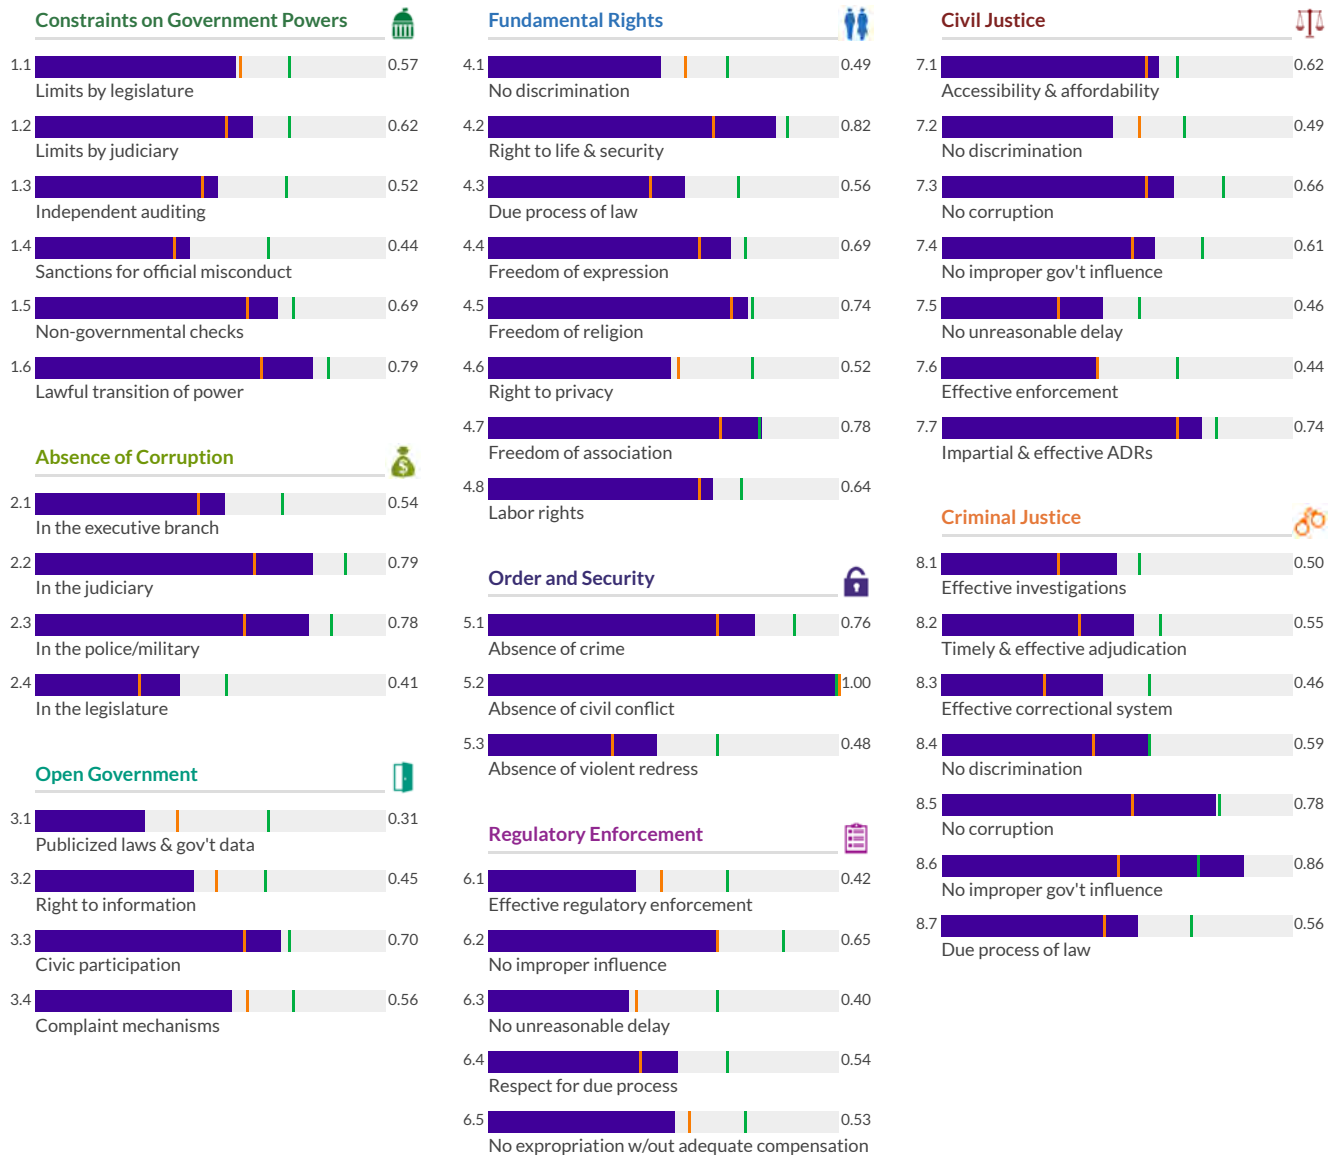 Constraints on Government Powers
1.1 0.57
Limits by legislature
1.2 0.62
Limits by judiciary
1.3 0.52
Independent auditing
1.4 0.44
Sanctions for official misconduct
1.5 0.69
Non-governmental checks
1.6 0.79
Lawful transition of power
Absence of Corruption
$
2.1 0.54
In the executive branch
2.2 0.79
In the judiciary
2.3 0.78
In the police/military
2.4 0.41
In the legislature
Open Government
3.1 0.31
Publicized laws & gov't data
3.2 0.45
Right to information
3.3 0.70
Civic participation
3.4 0.56
Complaint mechanisms
Fundamental Rights
4.1 0.49
No discrimination
4.2 0.82
Right to life & security
4.3 0.56
Due process of law
4.4 0.69
Freedom of expression
4.5 0.74
Freedom of religion
4.6 0.52
Right to privacy
4.7 0.78
Freedom of association
4.8 0.64
Labor rights
Order and Security
5.1 0.76
Absence of crime
5.2 1.00
Absence of civil conflict
5.3 0.48
Absence of violent redress
Regulatory Enforcement
6.1 0.42
Effective regulatory enforcement
6.2 0.65
No improper influence
6.3 0.40
No unreasonable delay
6.4 0.54
Respect for due process
6.5 0.53
No expropriation w/out adequate compensation
Civil Justice
7.1 0.62
Accessibility & affordability
7.2 0.49
No discrimination
7.3 0.66
No corruption
7.4 0.61
No improper gov't influence
7.5 0.46
No unreasonable delay
7.6 0.44
Effective enforcement
7.7 0.74
Impartial & effective ADRs
Criminal Justice
8.1 0.50
Effective investigations
8.2 0.55
Timely & effective adjudication
8.3 0.46
Effective correctional system
8.4 0.59
No discrimination
8.5 0.78
No corruption
8.6 0.86
No improper gov't influence
8.7 0.56
Due process of law